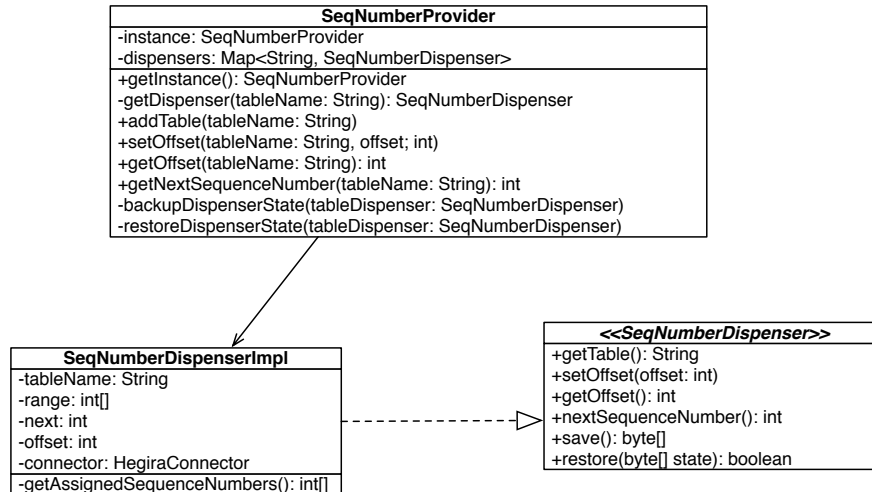 SeqNumberProvider
-instance: SeqNumberProvider
-dispensers: Map<String, SeqNumberDispenser>
+getInstance(): SeqNumberProvider
-getDispenser(tableName: String): SeqNumberDispenser
+addTable(tableName: String)
+setOffset(tableName: String, offset; int)
+getOffset(tableName: String): int
+getNextSequenceNumber(tableName: String): int
-backupDispenserState(tableDispenser: SeqNumberDispenser)
-restoreDispenserState(tableDispenser: SeqNumberDispenser)
SeqNumberDispenserImpl
-tableName: String
-range: int[]
-next: int
-offset: int
-connector: HegiraConnector
-getAssignedSequenceNumbers(): int[]
<<SeqNumberDispenser>>
+getTable(): String
+setOffset(offset: int)
+getOffset(): int
+nextSequenceNumber(): int
+save(): byte[]
+restore(byte[] state): boolean